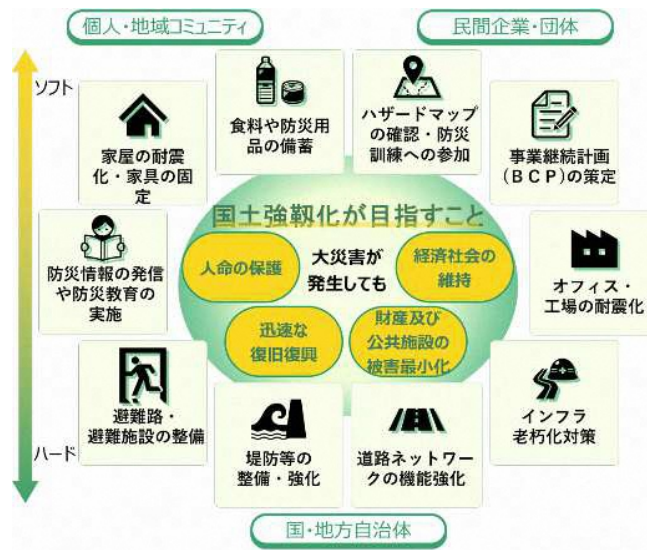 個人・地域コミュニティ
民間企業・団体
ソフト
家屋の耐震
化・家具の固
定
食料や防災用
品の備蓄
ハザードマップ
の確認・防災
訓練への参加
事業継続計画
(BCP)の策定
国土強靱化が目指すこと
人命の保護
大災害が
発生しても
経済社会の
維持
迅速な
復旧復興
財産及び
公共施設の
被害最小化
防災情報の発信
や防災教育の
実施
オフィス・
工場の耐震化
ハード
避難路・
避難施設の整備
堤防等の
整備・強化
道路ネットワー
クの機能強化
インフラ
老朽化対策
国・地方自治体